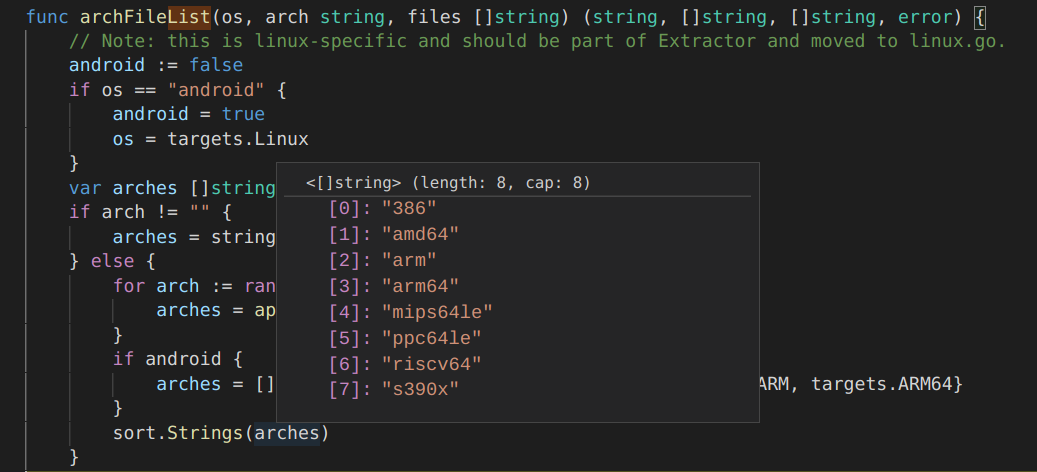 func archFileList(os, arch string, files []string) (string, []string, []string, error) {
// Note: this is linux-specific and should be part of Extractor and moved to linux.go.
android := false
if os == "android" {
android = true
os = targets.Linux
}
var arches []string
if arch != "" {
arches = string
} else {
for arch := ran
arches = ap
}
if android {
arches = [] ARM, targets.ARM64}
}
sort.Strings(arches)
}
<[]string> (length: 8, cap: 8)
[0]: "386"
[1]: "amd64"
[2]: "arm"
[3]: "arm64"
[4]: "mips64le"
[5]: "ppc64le"
[6]: "riscv64"
[7]: "s390x"